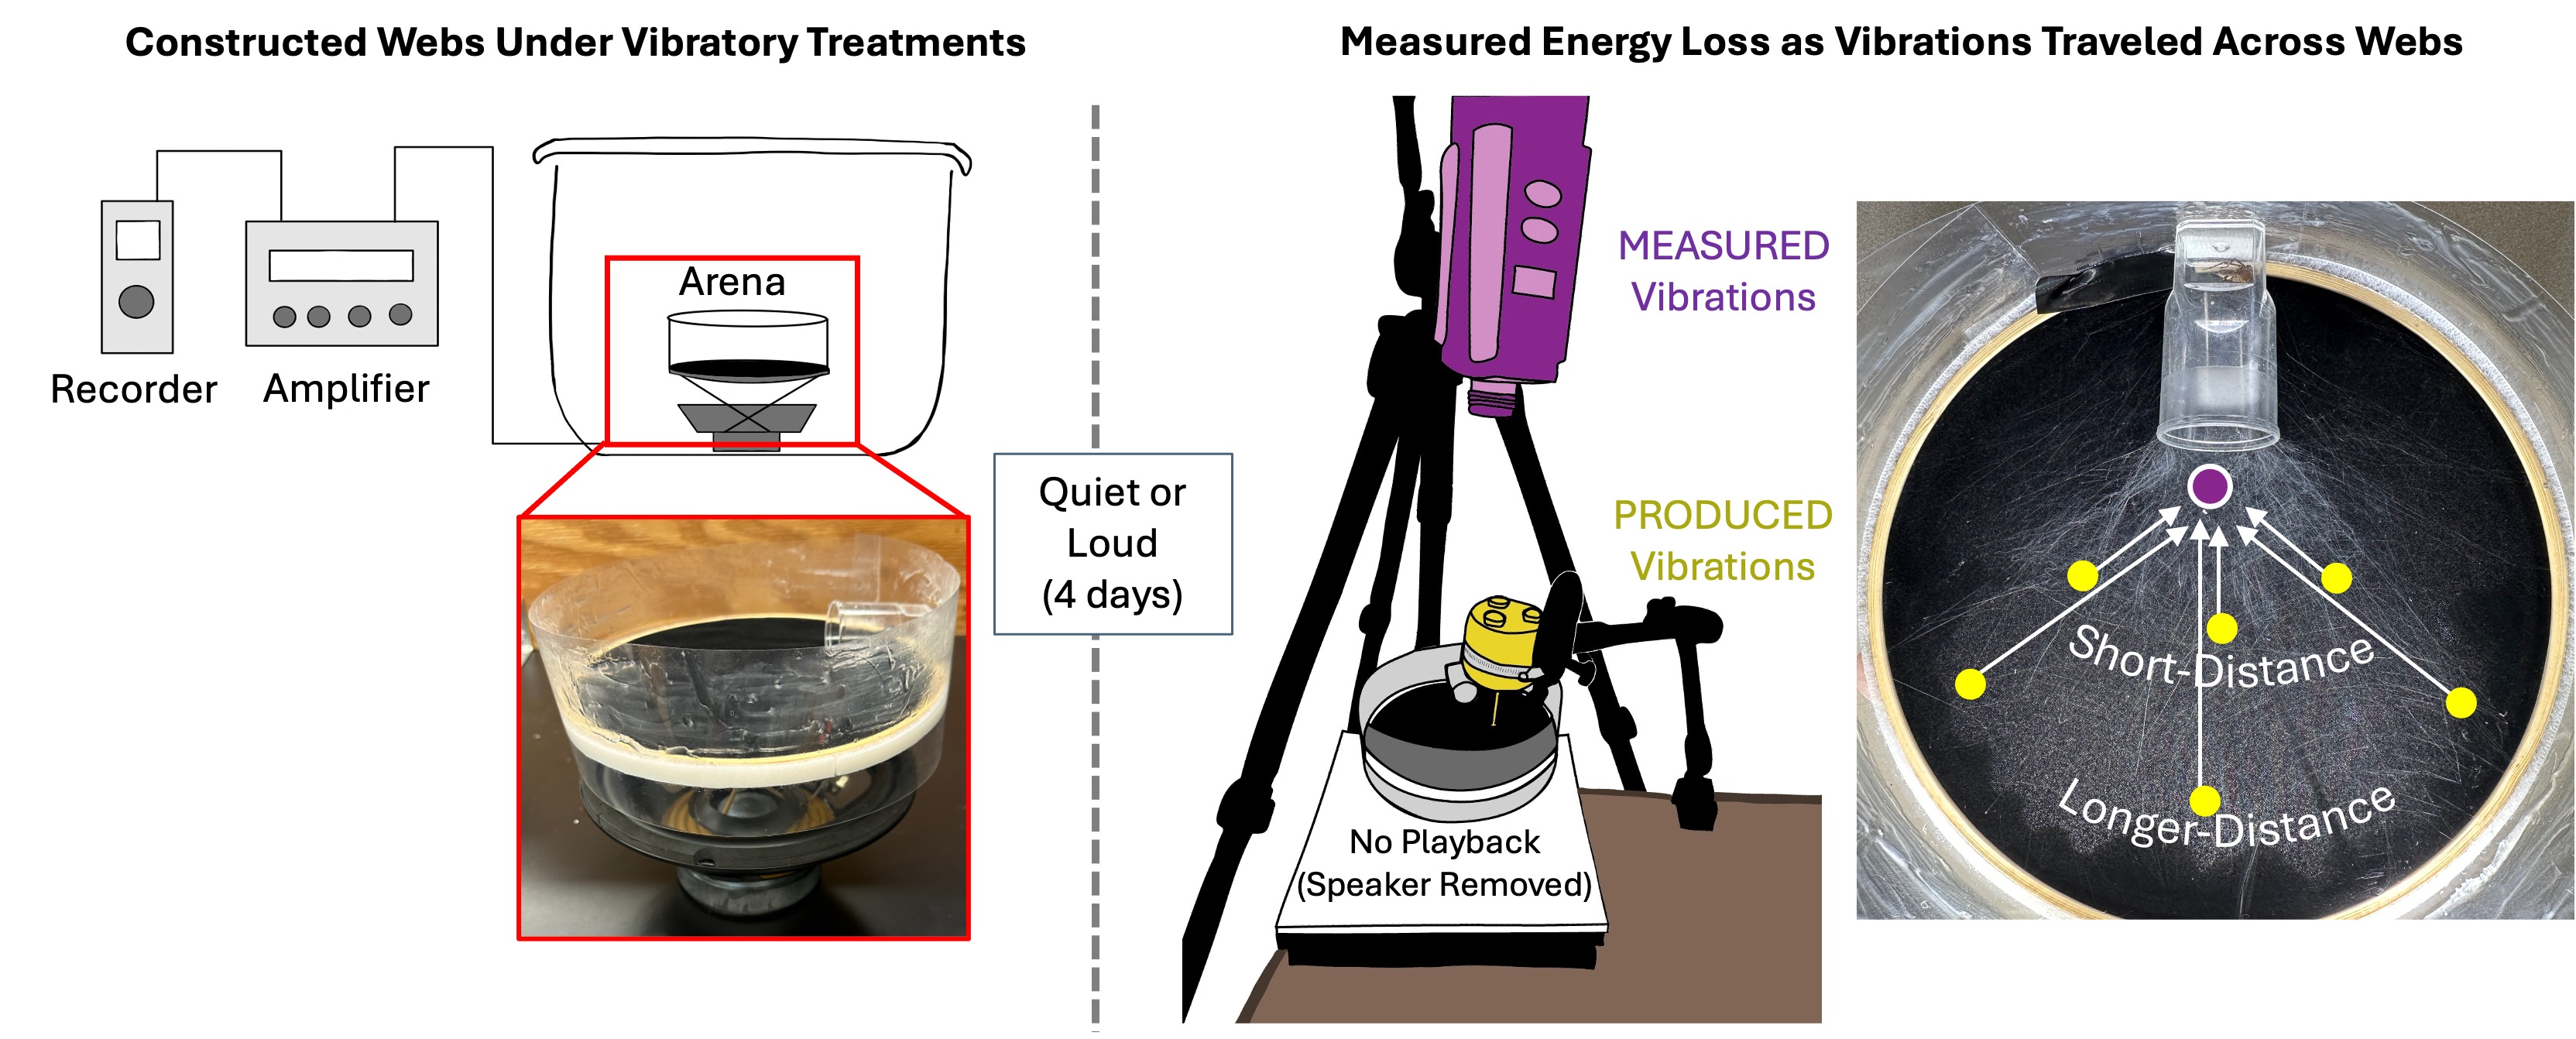 Constructed Webs Under Vibratory Treatments
Recorder
Amplifier
Arena
Quiet or
Loud
(4 days)
Measured Energy Loss as Vibrations Traveled Across Webs
MEASURED
Vibrations
PRODUCED
Vibrations
No Playback
(Speaker Removed)
Short-Distance
Longer-Distance